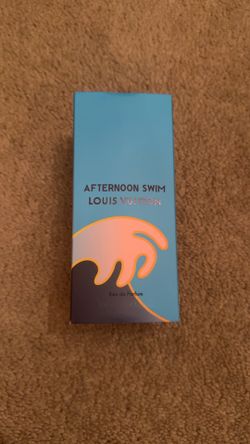 AFTERNOON SWIM
LOUIS VUITTON
Eau de Parfum